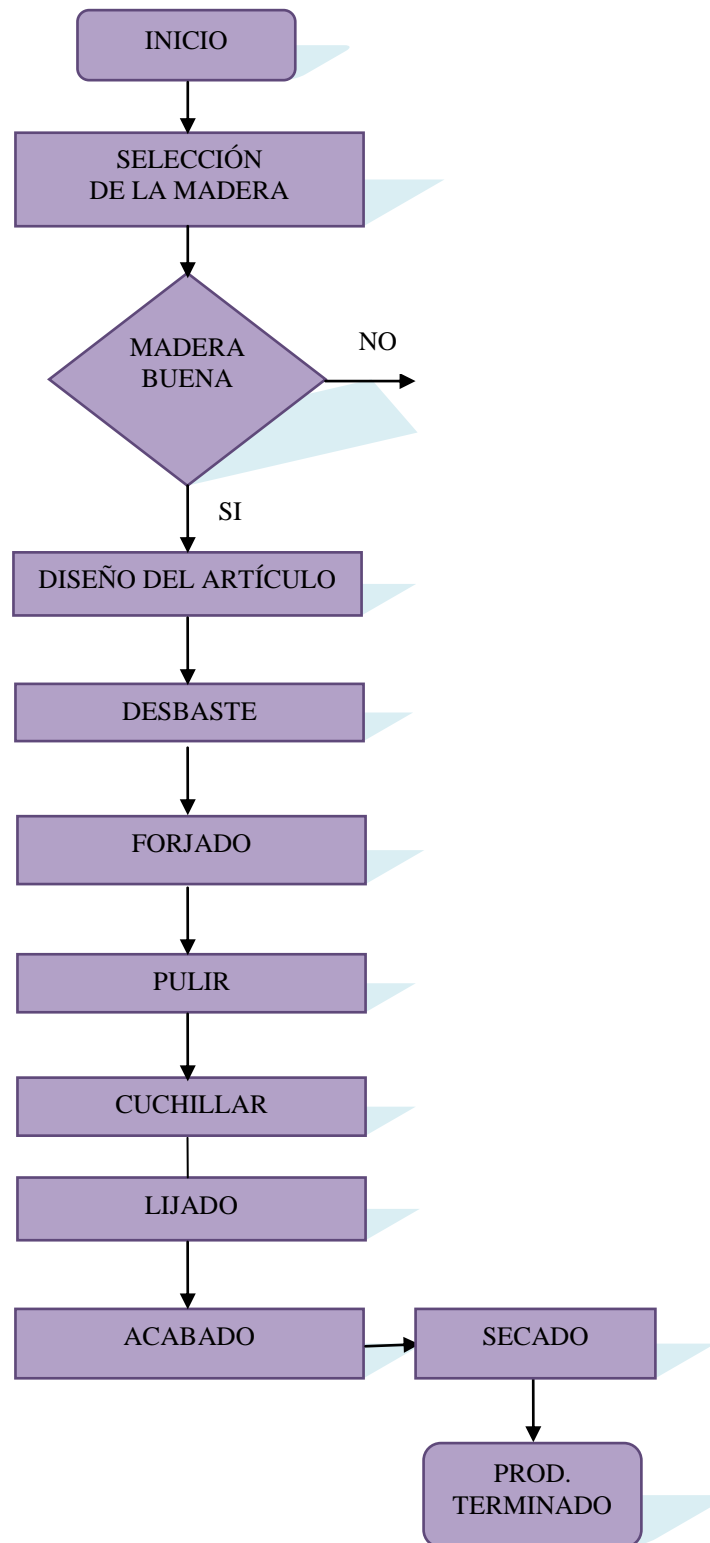 INICIO
SELECCIÓN
DE LA MADERA
MADERA
BUENA
NO
SI
DISEÑO DEL ARTÍCULO
DESBASTE
FORJADO
PULIR
CUCHILLAR
LIJADO
ACABADO
SECADO
PROD.
TERMINADO